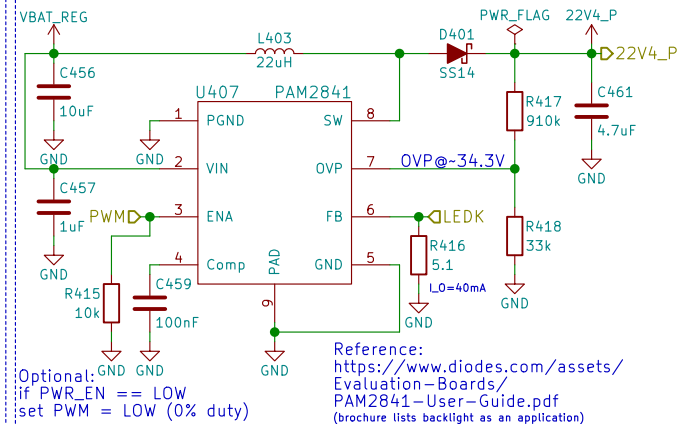 VBAT_REG
PWR_FLAG
22V4_P
L403
22uH
D401
SS14
22V4_P
C456
10uF
GND
U407
PAM2841
R417
910k
C461
4.7uF
GND
1
PGND
SW
8
GND
2
VIN
OVP
7
OVP@~34.3V
C457
1uF
GND
PWM
3
ENA
FB
6
LEDK
R416
5.1
I_O=40mA
GND
R418
33k
GND
4
Comp
GND
5
PAD
9
R415
10k
GND
C459
100nF
GND
GND
Optional:
if PWR_EN == LOW
set PWM = LOW (0% duty)
Reference:
https://www.diodes.com/assets/
Evaluation-Boards/
PAM2841-User-Guide.pdf
(brochure lists backlight as an application)